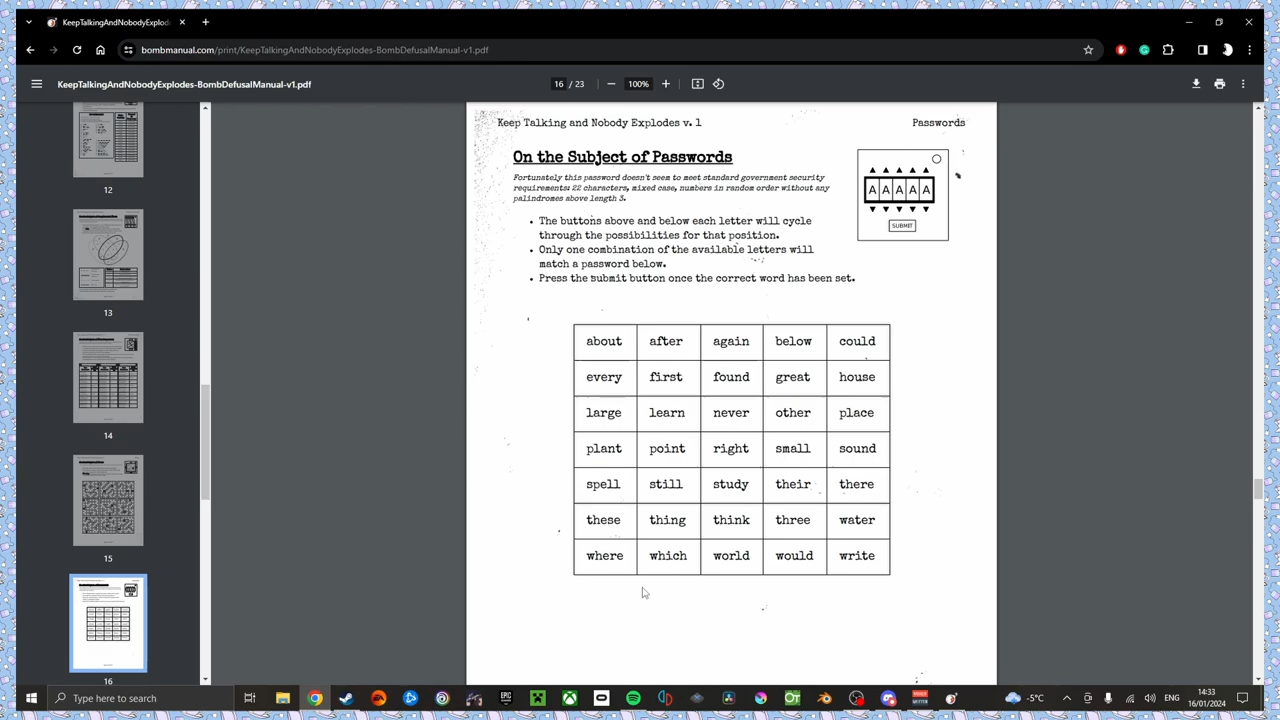 KeepTalkingAndNobodyExplod
bombmanual.com/print/KeepTalkingAndNobodyExplodes-BombDefusalManual-v1.pdf
KeepTalkingAndNobodyExplodes-BombDefusalManual-v1.pdf
16 / 23
100%
12
13
14
15
16
Keep Talking and Nobody Explodes v. 1
Passwords
On the Subject of Passwords
Fortunately this password doesn't seem to meet standard government security
requirements: 22 characters, mixed case, numbers in random order without any
palindromes above length 3.
• The buttons above and below each letter will cycle
through the possibilities for that position.
• Only one combination of the available letters will
match a password below.
• Press the submit button once the correct word has been set.
A A A A A
SUBMIT
about after again below could
every first found great house
large learn never other place
plant point right small sound
spell still study their there
these thing think three water
where which world would write
Type here to search
EPIC GAMES
-5°C
ENG
14:33
16/01/2024